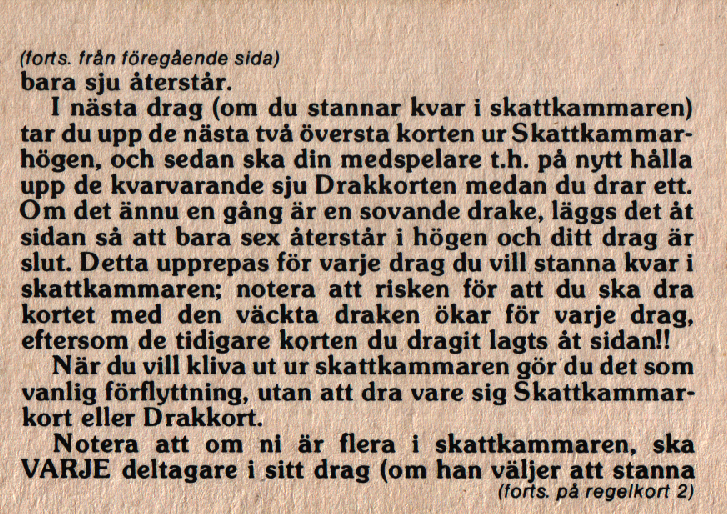 (forts. från föregående sida)
bara sju återstår.
I nästa drag (om du stannar kvar i skattkammaren)
tar du upp de nästa två översta korten ur Skattkammar-
högen, och sedan ska din medspelare t.h. på nytt hålla
upp de kvarvarande sju Drakkorten medan du drar ett.
Om det ännu en gång är en sovande drake, läggs det åt
sidan så att bara sex återstår i högen och ditt drag är
slut. Detta upprepas för varje drag du vill stanna kvar i
skattkammaren; notera att risken för att du ska dra
kortet med den väckta draken ökar för varje drag,
eftersom de tidigare korten du dragit lagts åt sidan!!
När du vill kliva ut ur skattkammaren gör du det som
vanlig förflyttning, utan att dra vare sig Skattkammar-
kort eller Drakkort.
Notera att om ni är flera i skattkammaren, ska
VARJE deltagare i sitt drag (om han väljer att stanna
(forts. på regelkort 2)